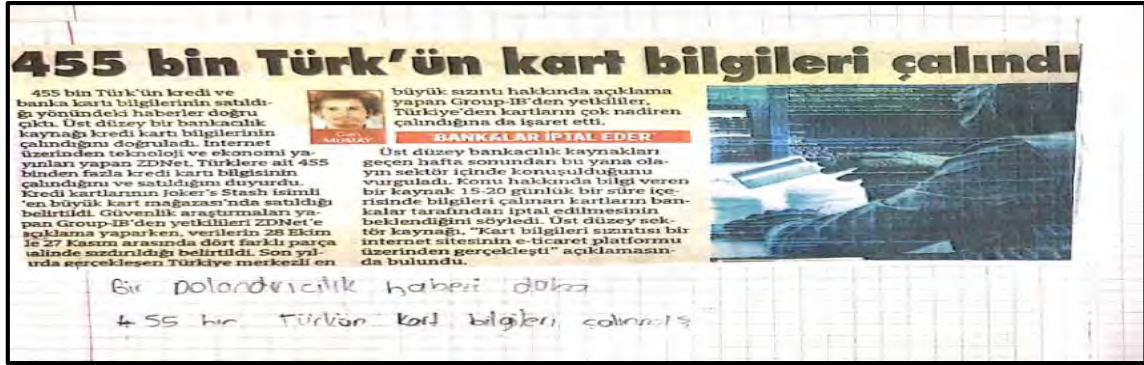 455 bin Türk'ün kart bilgileri çalındı
455 bin Türk'ün kredi ve
banka kartı bilgilerinin satıldı-
ğı yönündeki haberler doğru
çıktı. Üst düzey bir bankacılık
kaynağı kredi kartı bilgilerinin
çalındığını doğruladı. İnternet
üzerinden teknoloji ve ekonomi ya-
yınları yapan ZDNet, Türklere ait 455
binden fazla kredi kartı bilgisinin
çalındığını ve satıldığını duyurdu.
Kredi kartlarının Joker's Stash isimli
'en büyük kart mağazası'nda satıldığı
belirtildi. Güvenlik araştırmaları ya-
pan Group-IB'den yetkilileri ZDNet'e
açıklama yaparken, verilerin 28 Ekim
ile 27 Kasım arasında dört farklı parça
halinde sızdırıldığı belirtildi. Son yıl-
larda gerçekleşen Türkiye merkezli en
Can
MUMAY
büyük sızıntı hakkında açıklama
yapan Group-IB'den yetkililer,
Türkiye'den kartların çok nadiren
çalındığına da işaret etti.
BANKALAR İPTAL EDER
Üst düzey bankacılık kaynakları
geçen hafta sonundan bu yana ola-
yın sektör içinde konuşulduğunu
vurguladı. Konu hakkında bilgi veren
bir kaynak 15-20 günlük bir süre içe-
risinde bilgileri çalınan kartların ban-
kalar tarafından iptal edilmesinin
beklendiğini söyledi. Üst düzey sek-
tör kaynağı, "Kart bilgileri sızıntısı bir
internet sitesinin e-ticaret platformu
üzerinden gerçekleşti" açıklamasın-
da bulundu.
Bir Dolandırıcılık haberi daha
455 bin Türkün kart bilgileri çalınmış